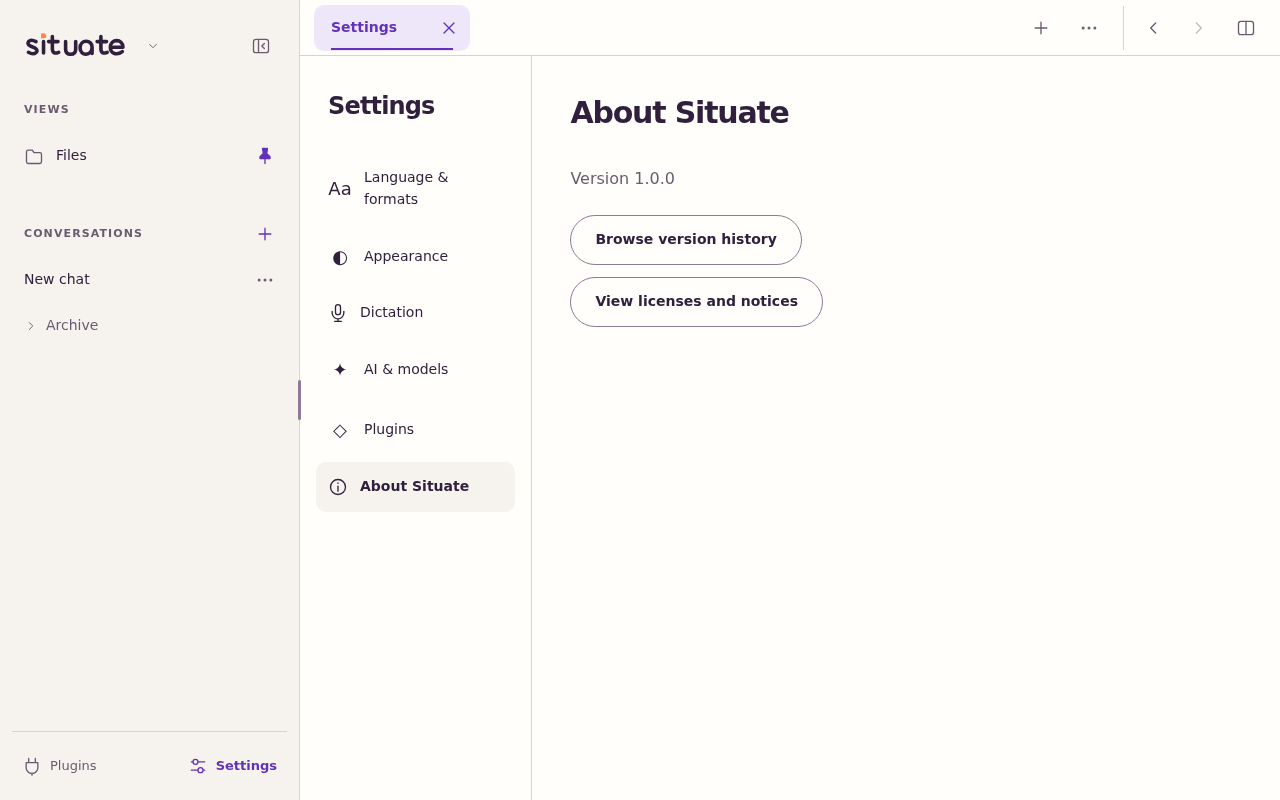 situate
VIEWS
Files
CONVERSATIONS
New chat
Archive
Plugins
Settings
Settings
Settings
Aa
Language &
formats
Appearance
Dictation
AI & models
Plugins
About Situate
About Situate
Version 1.0.0
Browse version history
View licenses and notices